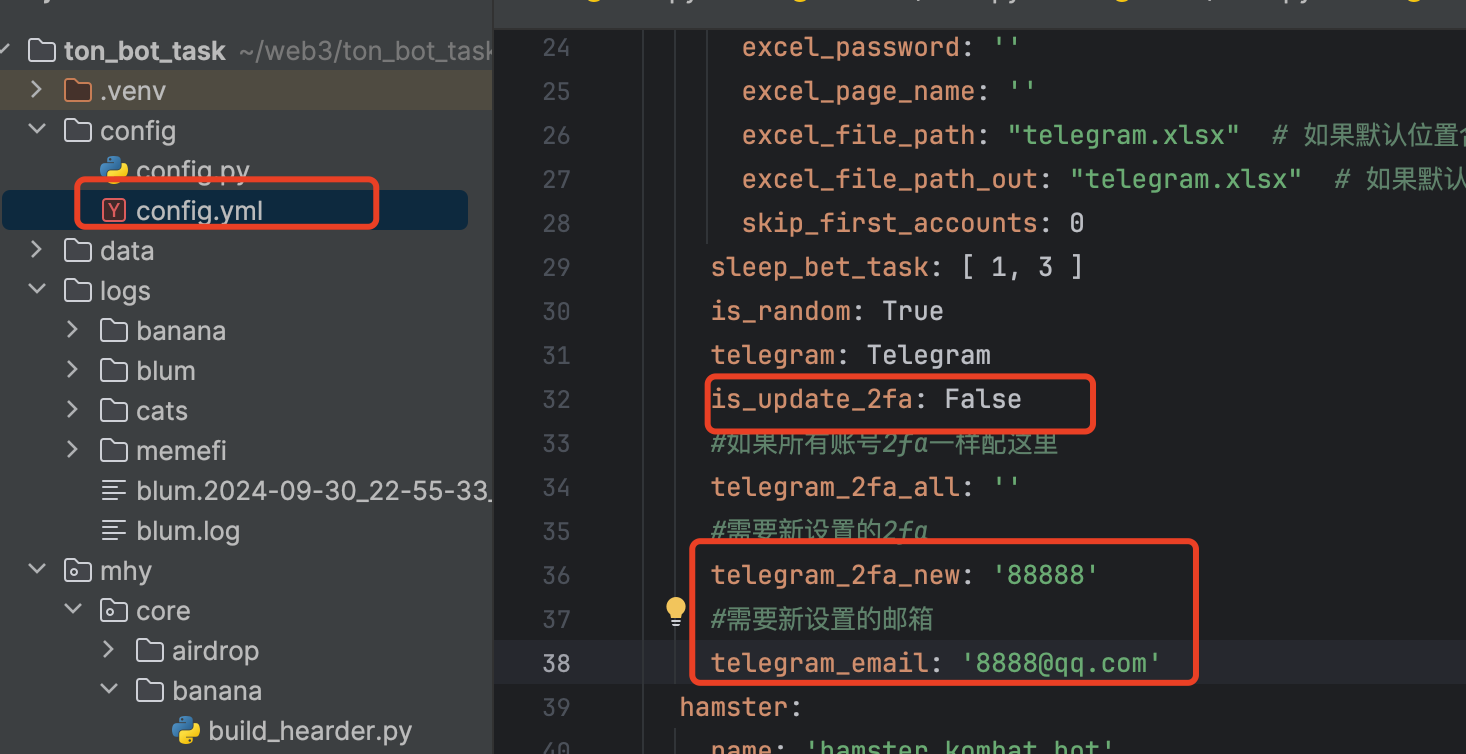 ton_bot_task ~/web3/ton_bot_task
.venv
config
config.py
config.yml
data
logs
banana
blum
cats
memefi
blum.2024-09-30_22-55-33_
blum.log
mhy
core
airdrop
banana
build_hearder.py
24 excel_password: ''
25 excel_page_name: ''
26 excel_file_path: "telegram.xlsx" # 如果默认位置
27 excel_file_path_out: "telegram.xlsx" # 如果默认
28 skip_first_accounts: 0
29 sleep_bet_task: [ 1, 3 ]
30 is_random: True
31 telegram: Telegram
32 is_update_2fa: False
33 #如果所有账号2fa一样配这里
34 telegram_2fa_all: ''
35 #需要新设置的2fa
36 telegram_2fa_new: '88888'
37 #需要新设置的邮箱
38 telegram_email: '8888@qq.com'
39 hamster:
40 name: 'hamster_kombat_bot'